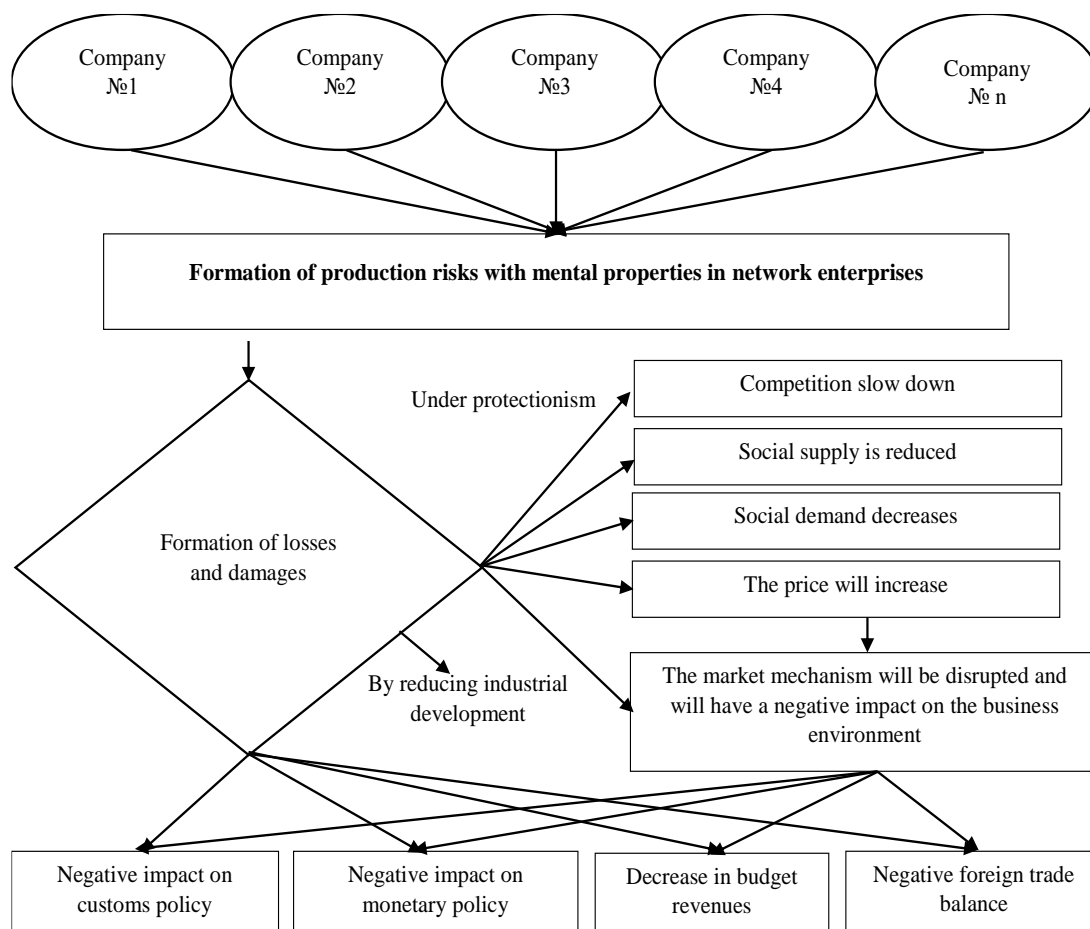 Company
№1
Company
№2
Company
№3
Company
№4
Company
№ n
Formation of production risks with mental properties in network enterprises
Under protectionism
Competition slow down
Social supply is reduced
Social demand decreases
The price will increase
Formation of losses
and damages
By reducing industrial
development
The market mechanism will be disrupted and
will have a negative impact on the business
environment
Negative impact on
customs policy
Negative impact on
monetary policy
Decrease in budget
revenues
Negative foreign trade
balance